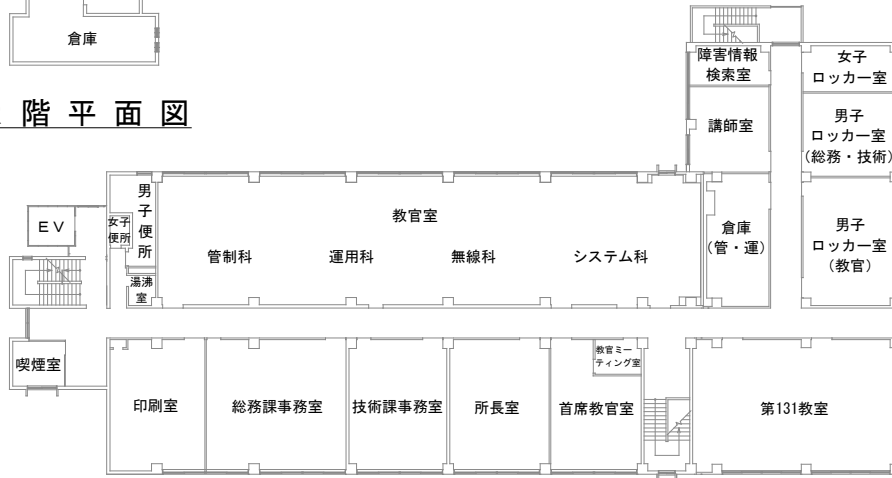 倉庫
階平面図
障害情報
検索室
女子
ロッカー室
講師室
男子
ロッカー室
(総務・技術)
EV
女子
便所
男子便所
湯沸
室
教官室
管制科
運用科
無線科
システム科
倉庫
(管・運)
男子
ロッカー室
(教官)
喫煙室
印刷室
総務課事務室
技術課事務室
所長室
首席教官室
教官ミー
ティング室
第131教室